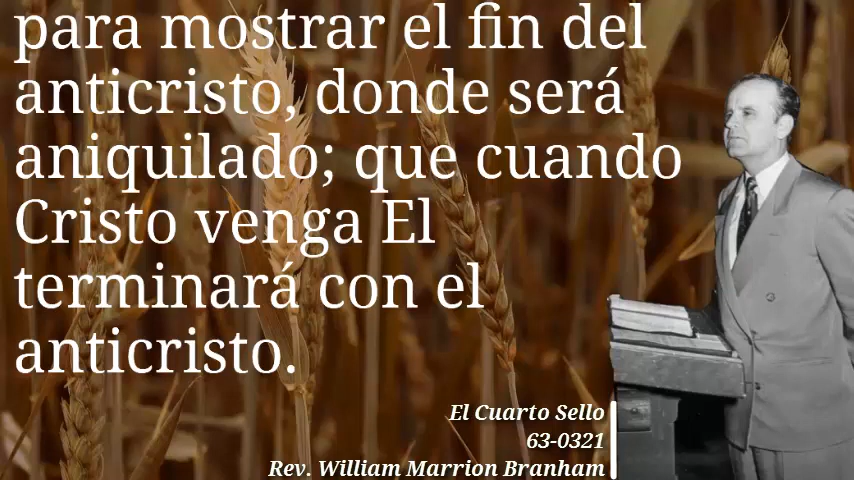 para mostrar el fin del
anticristo, donde será
aniquilado; que cuando
Cristo venga El
terminará con el
anticristo.
El Cuarto Sello
63-0321
Rev. William Marrion Branham